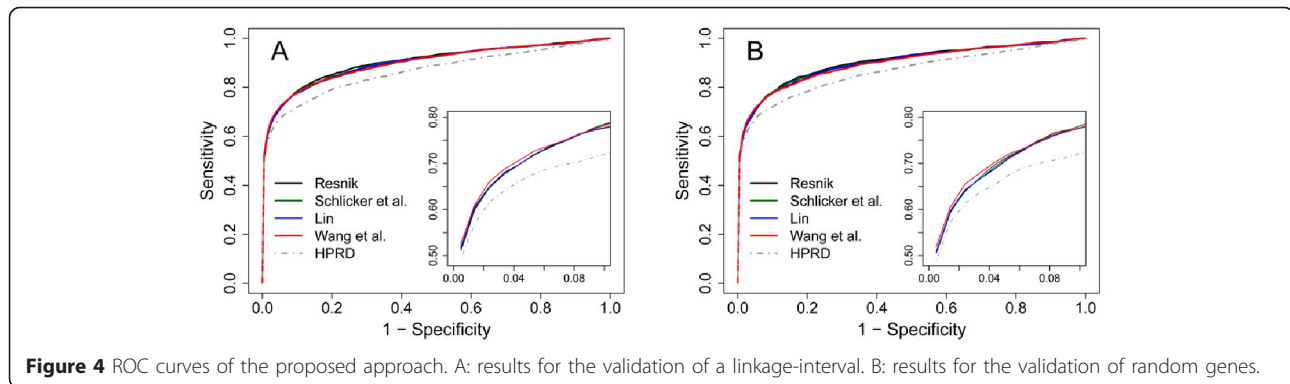 A
Sensitivity
1.0
0.8
0.6
0.4
0.2
0.0
0.80
0.70
0.60
0.50
0.00
0.04
0.08
Resnik
Schlicker et al.
Lin
Wang et al.
HPRD
0.0 0.2 0.4 0.6 0.8 1.0
1 − Specificity
B
Sensitivity
1.0
0.8
0.6
0.4
0.2
0.0
0.80
0.70
0.60
0.50
0.00
0.04
0.08
Resnik
Schlicker et al.
Lin
Wang et al.
HPRD
0.0 0.2 0.4 0.6 0.8 1.0
1 − Specificity
Figure 4 ROC curves of the proposed approach. A: results for the validation of a linkage-interval. B: results for the validation of random genes.